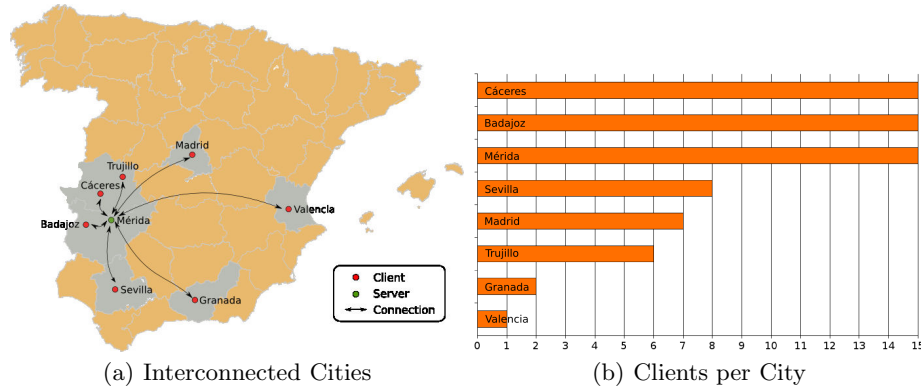 Madrid
Trujillo
Cáceres
Valencia
Badajoz
Mérida
Sevilla
Granada
Client
Server
Connection
(a) Interconnected Cities
Cáceres
Badajoz
Mérida
Sevilla
Madrid
Trujillo
Granada
Valencia
0 1 2 3 4 5 6 7 8 9 10 11 12 13 14 15
(b) Clients per City